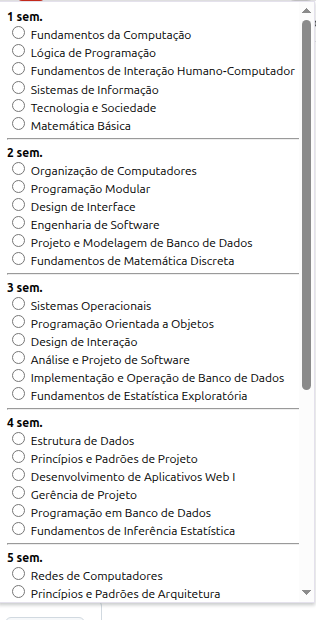 1 sem.
Fundamentos da Computação
Lógica de Programação
Fundamentos de Interação Humano-Computador
Sistemas de Informação
Tecnologia e Sociedade
Matemática Básica
2 sem.
Organização de Computadores
Programação Modular
Design de Interface
Engenharia de Software
Projeto e Modelagem de Banco de Dados
Fundamentos de Matemática Discreta
3 sem.
Sistemas Operacionais
Programação Orientada a Objetos
Design de Interação
Análise e Projeto de Software
Implementação e Operação de Banco de Dados
Fundamentos de Estatística Exploratória
4 sem.
Estrutura de Dados
Princípios e Padrões de Projeto
Desenvolvimento de Aplicativos Web I
Gerência de Projeto
Programação em Banco de Dados
Fundamentos de Inferência Estatística
5 sem.
Redes de Computadores
Princípios e Padrões de Arquitetura